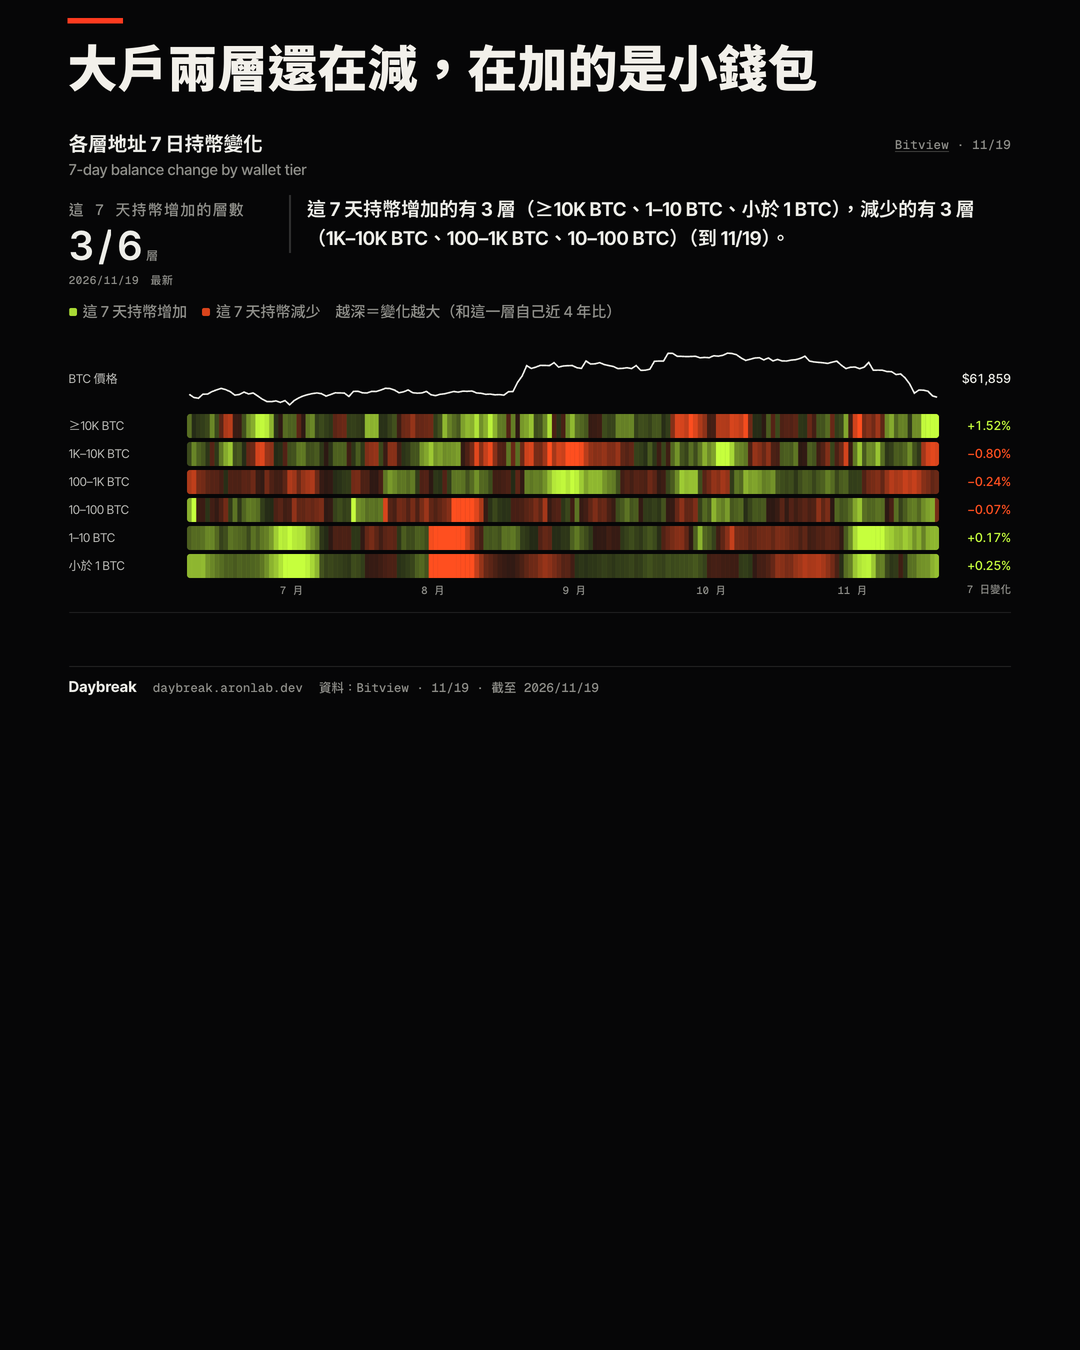 大戶兩層還在減，在加的是小錢包
各層地址 7 日持幣變化
Bitview · 11/19
7-day balance change by wallet tier
這 7 天持幣增加的層數
3/6層
2026/11/19 最新
這 7 天持幣增加的有 3 層（≥10K BTC、1–10 BTC、小於 1 BTC），減少的有 3 層
（1K–10K BTC、100–1K BTC、10–100 BTC）（到 11/19）。
這 7 天持幣增加 這 7 天持幣減少 越深＝變化越大（和這一層自己近 4 年比）
BTC 價格 $61,859
≥10K BTC +1.52%
1K–10K BTC −0.80%
100–1K BTC −0.24%
10–100 BTC −0.07%
1–10 BTC +0.17%
小於 1 BTC +0.25%
7 月 8 月 9 月 10 月 11 月 7 日變化
Daybreak daybreak.aronlab.dev 資料：Bitview · 11/19 · 截至 2026/11/19